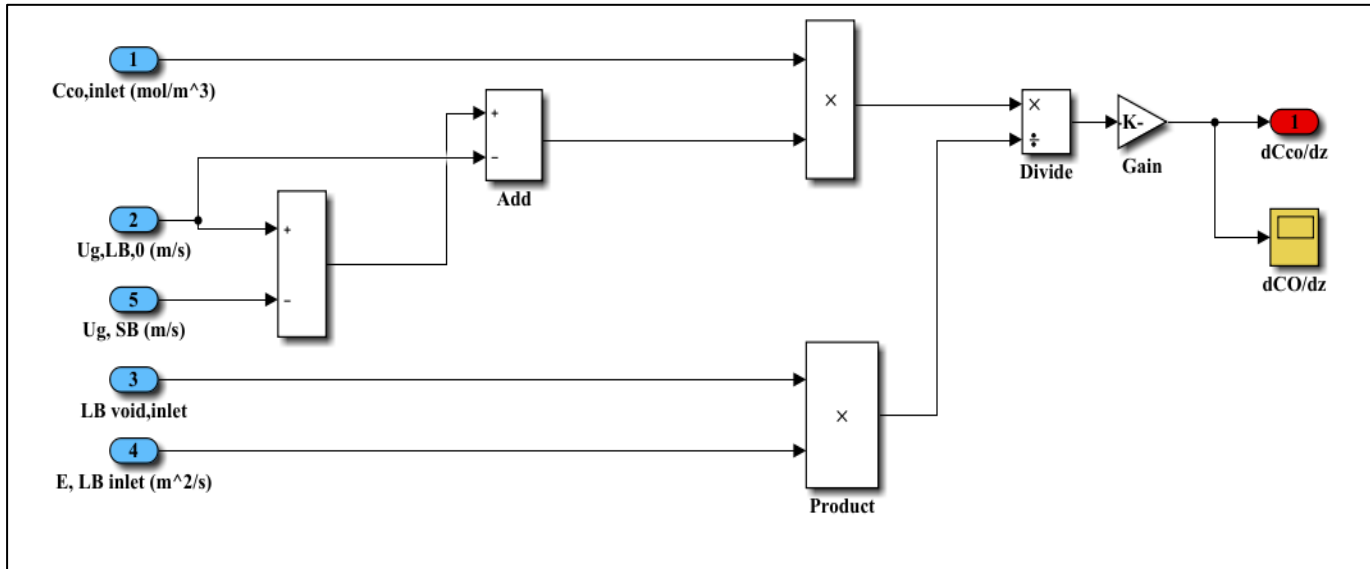 1
Cco,inlet (mol/m^3)
2
Ug,LB,0 (m/s)
5
Ug, SB (m/s)
3
LB void,inlet
4
E, LB inlet (m^2/s)
+
−
+
−
Add
×
×
Product
×
÷
Divide
-K-
Gain
1
dCco/dz
dCO/dz